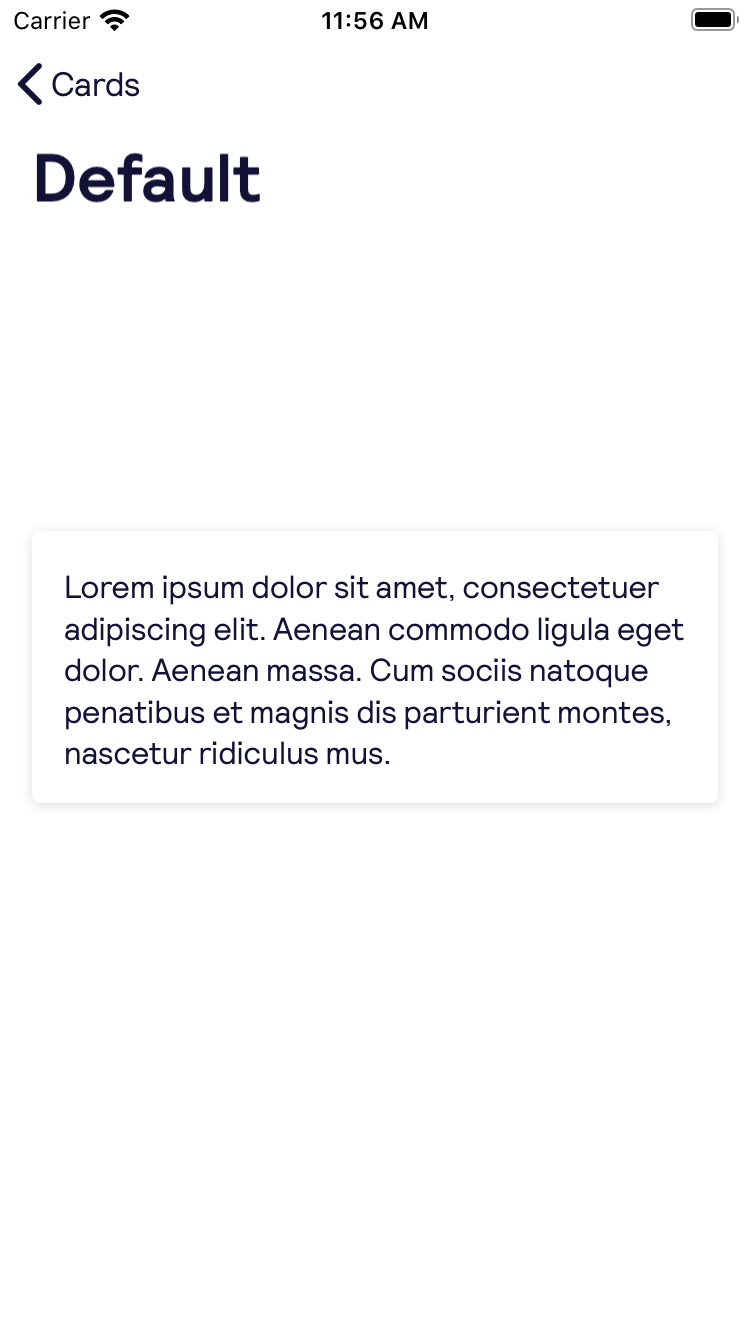 Carrier 11:56 AM
Cards
Default
Lorem ipsum dolor sit amet, consectetuer
adipiscing elit. Aenean commodo ligula eget
dolor. Aenean massa. Cum sociis natoque
penatibus et magnis dis parturient montes,
nascetur ridiculus mus.